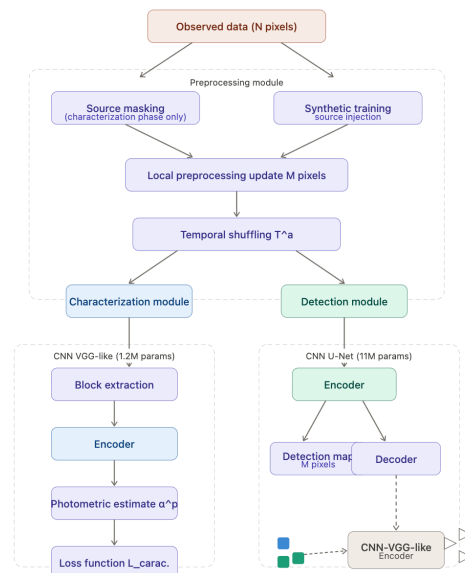 Observed data (N pixels)
Preprocessing module
Source masking
(characterization phase only)
Synthetic training
source injection
Local preprocessing update M pixels
Temporal shuffling T^a
Characterization module
Detection module
CNN VGG-like (1.2M params)
CNN U-Net (11M params)
Block extraction
Encoder
Encoder
Detection map
M pixels
Decoder
Photometric estimate α^p
CNN-VGG-like
Encoder
Loss function L_carac.